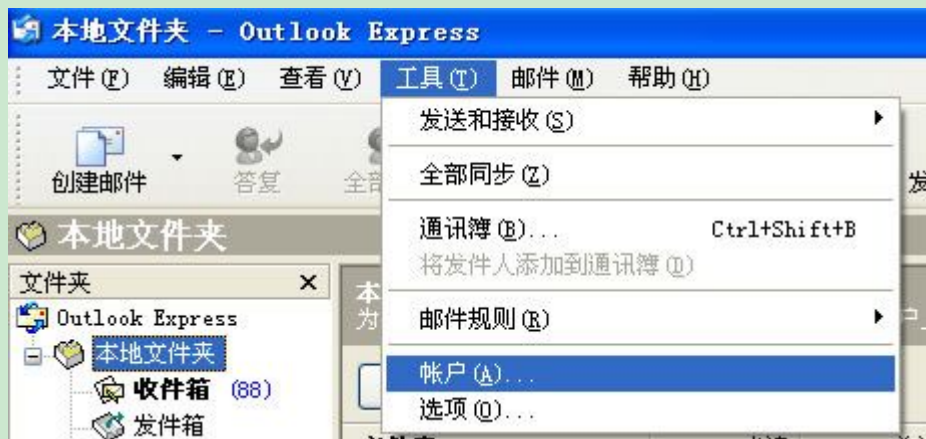 本地文件夹 - Outlook Express
文件(F) 编辑(E) 查看(V) 工具(T) 邮件(M) 帮助(H)
发送和接收(S)
全部同步(Z)
通讯簿(B)... Ctrl+Shift+B
将发件人添加到通讯簿(D)
邮件规则(R)
帐户(A)...
选项(O)...
创建邮件 答复 全部 发
本地文件夹
文件夹 ×
Outlook Express
本地文件夹
收件箱 (88)
发件箱
本
为